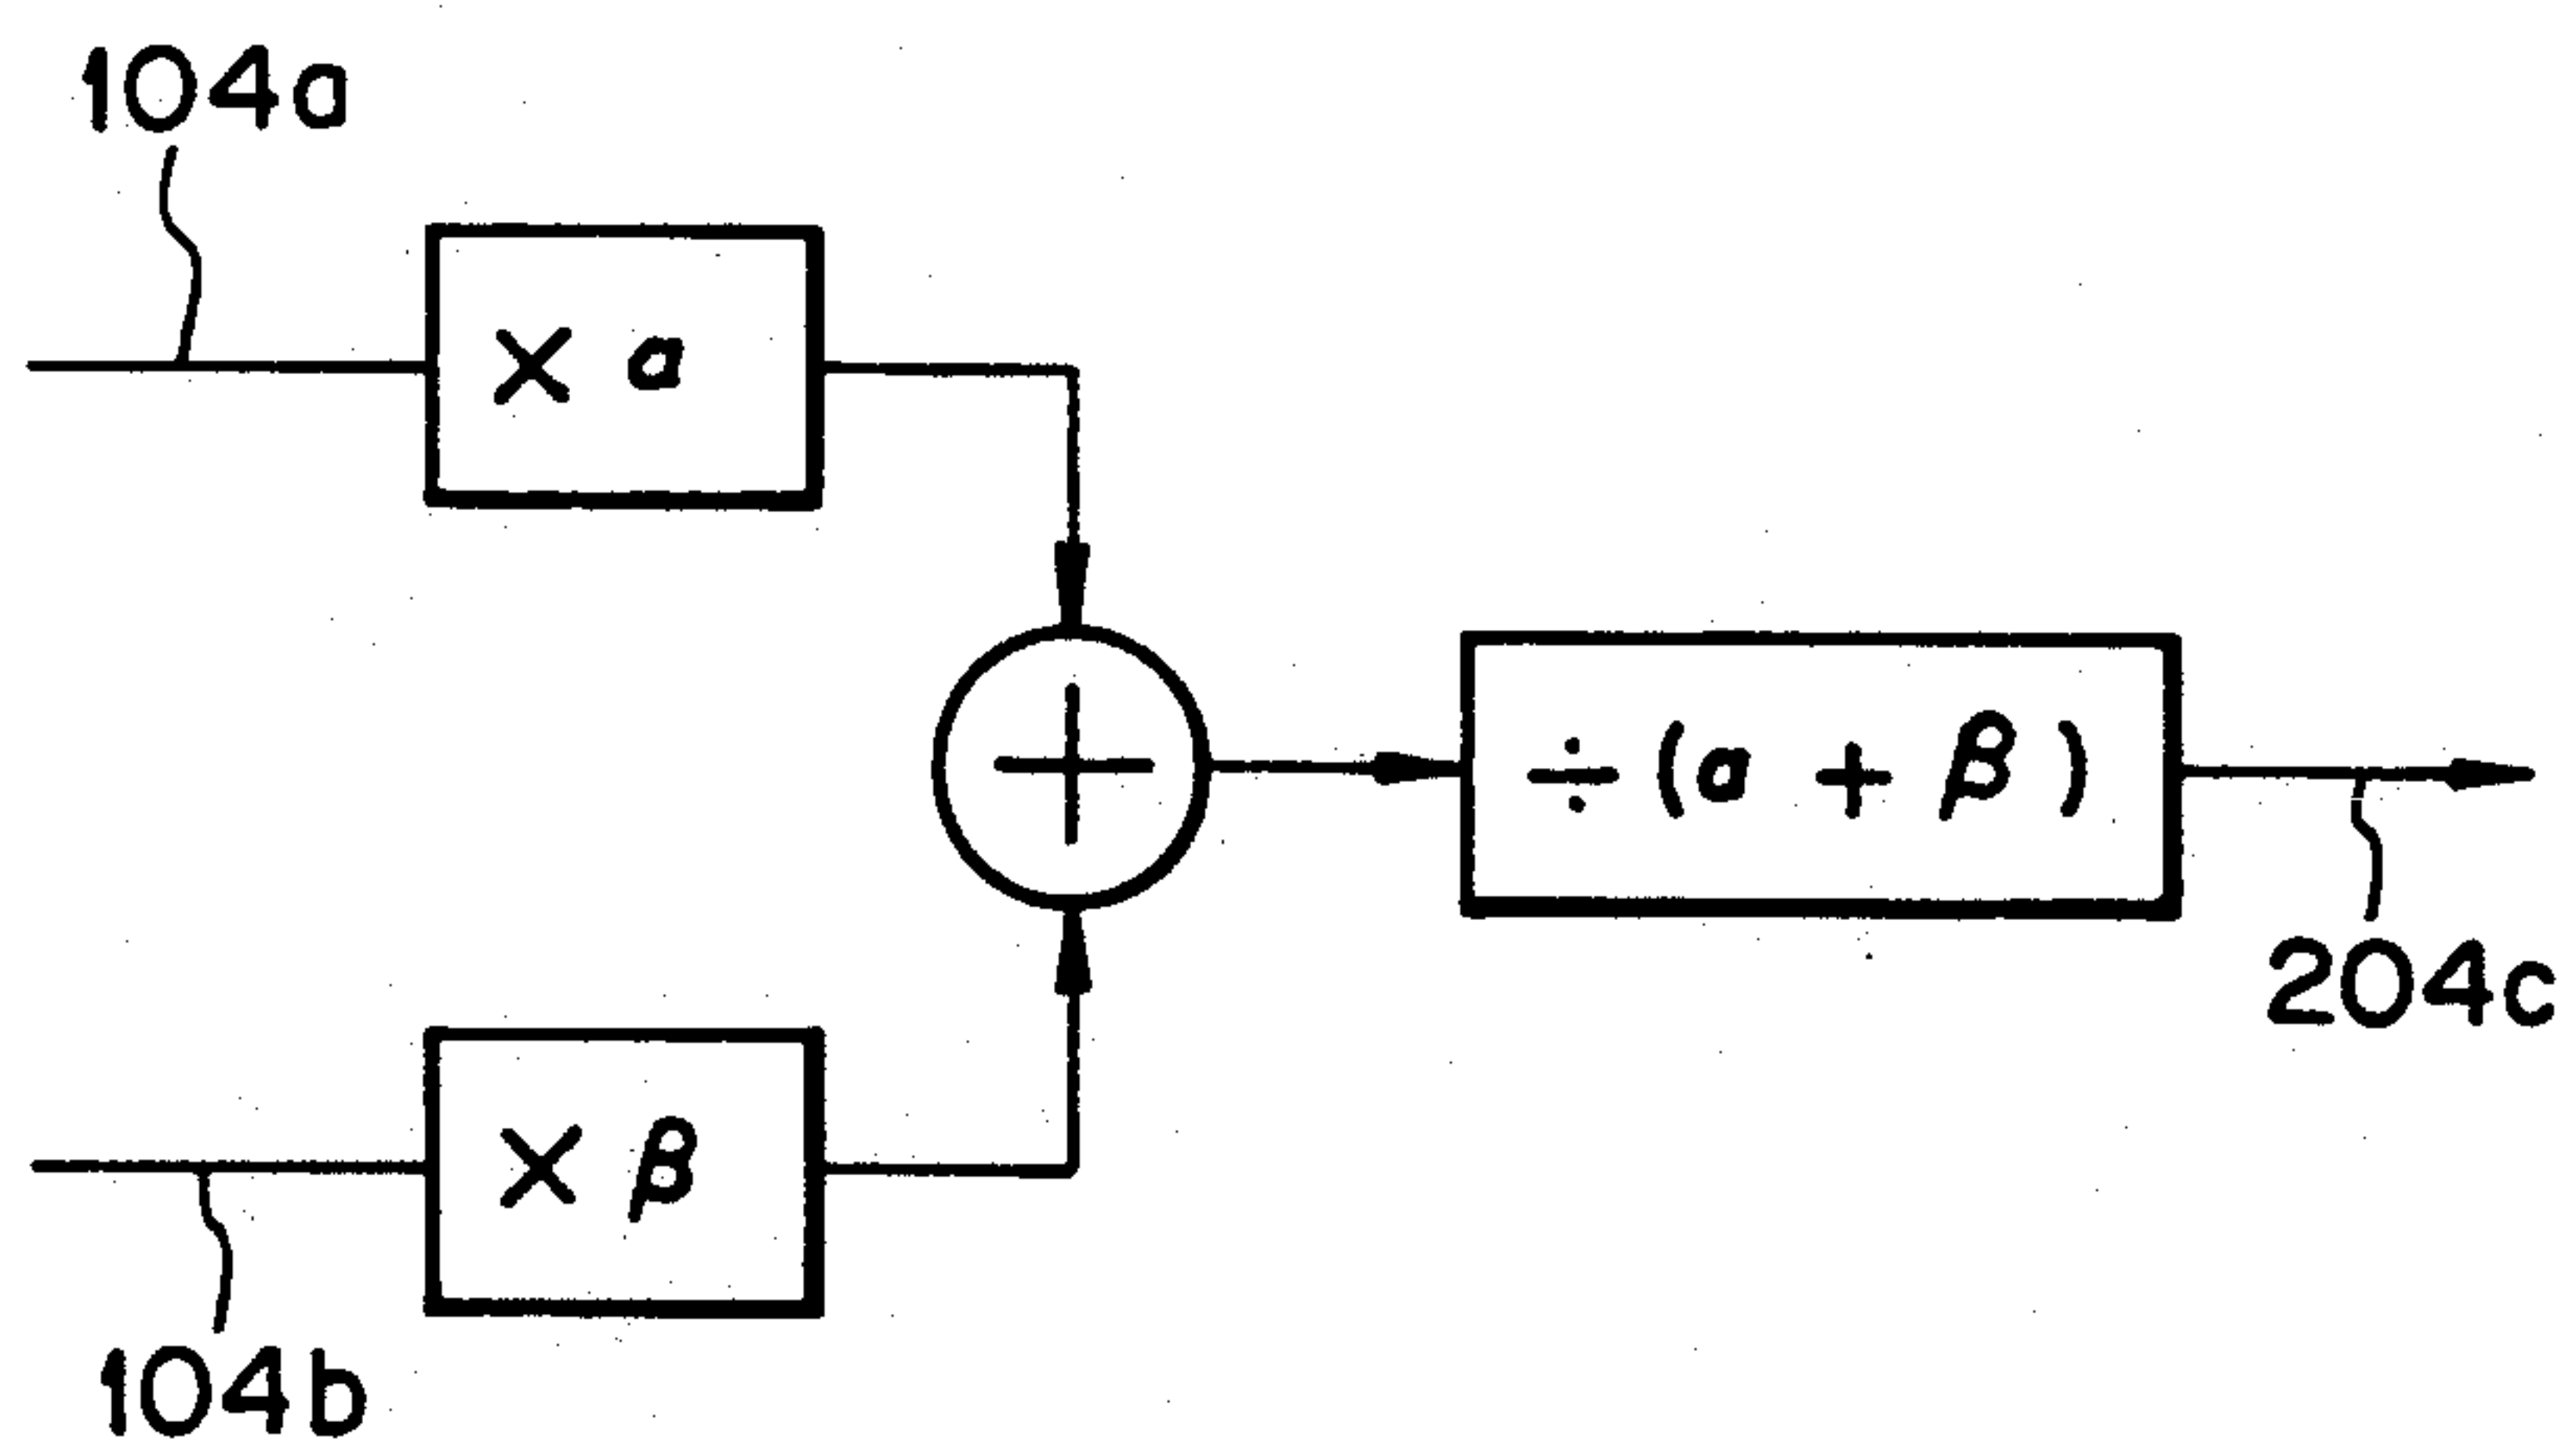 104a
× α
+
÷ (α + β)
204c
× β
104b